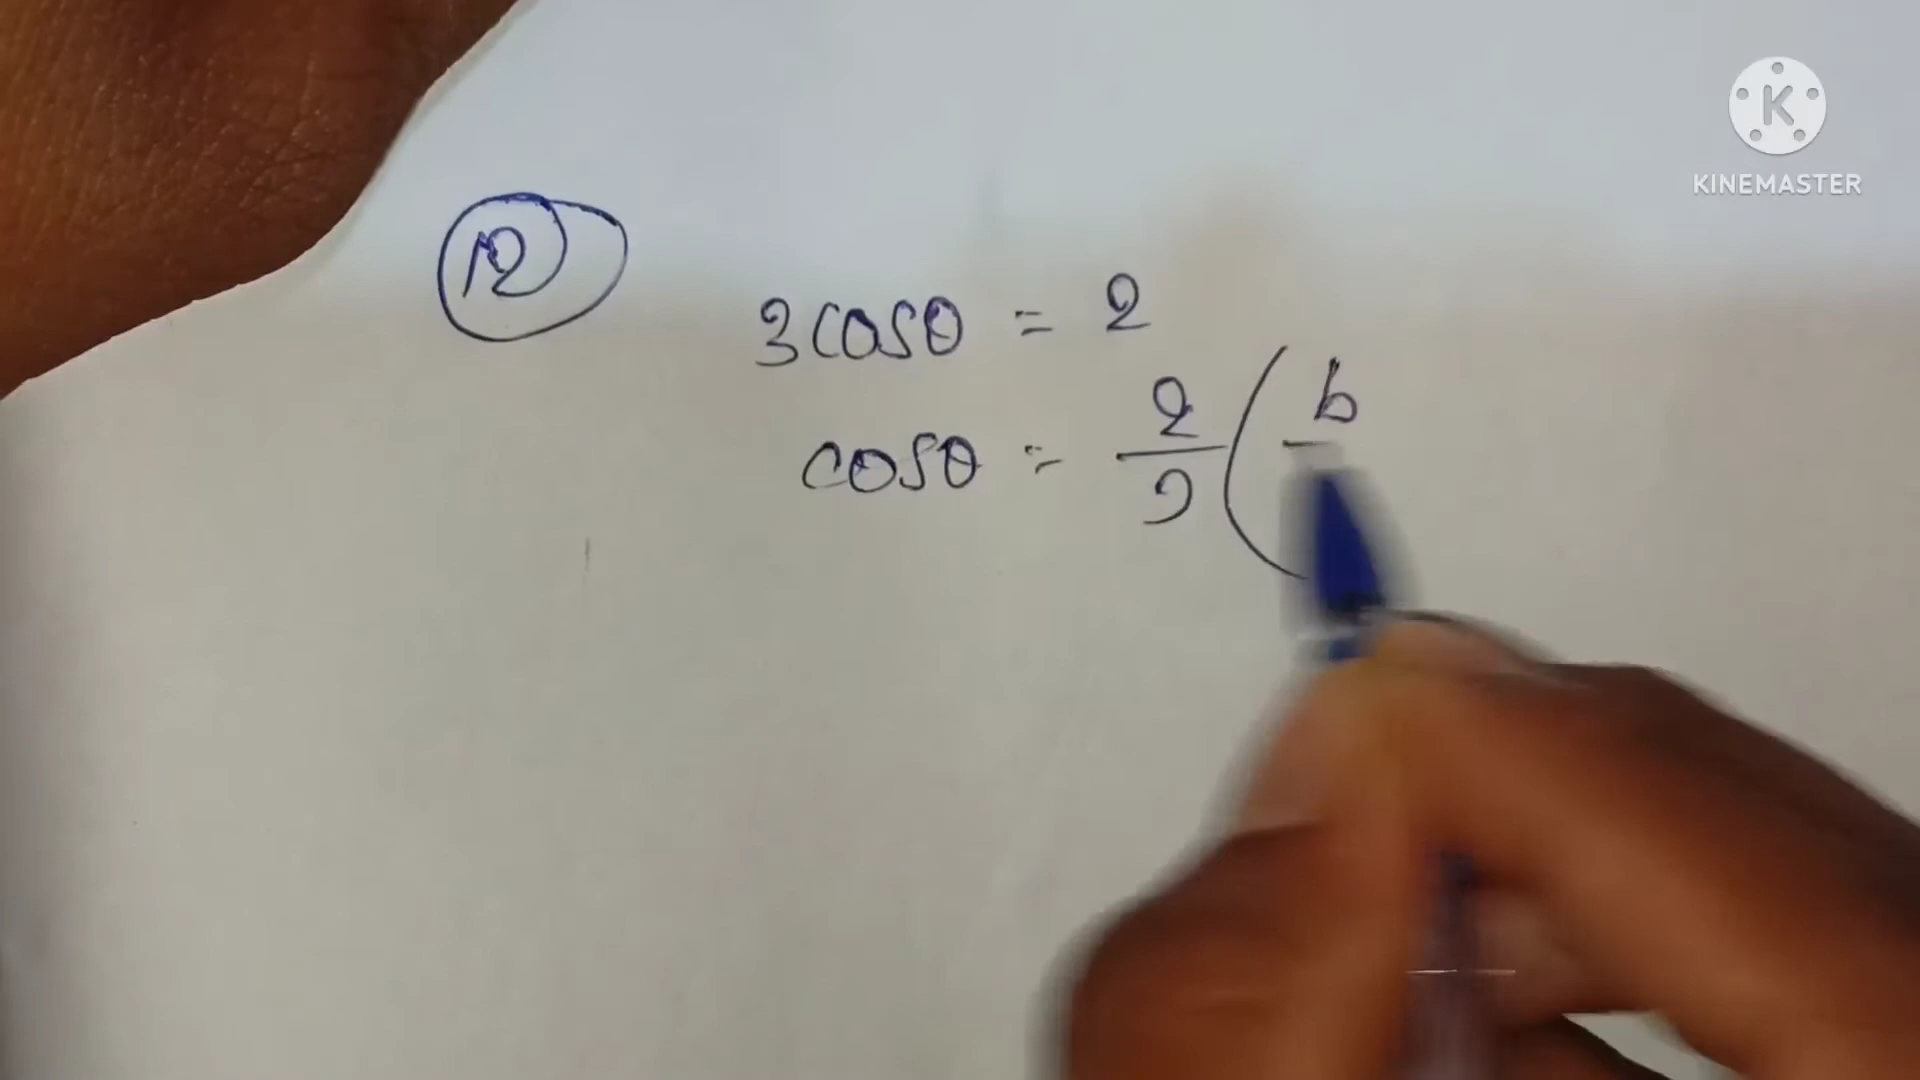 12
3cosθ = 2
cosθ = 2/3 ( b/
K
KINEMASTER